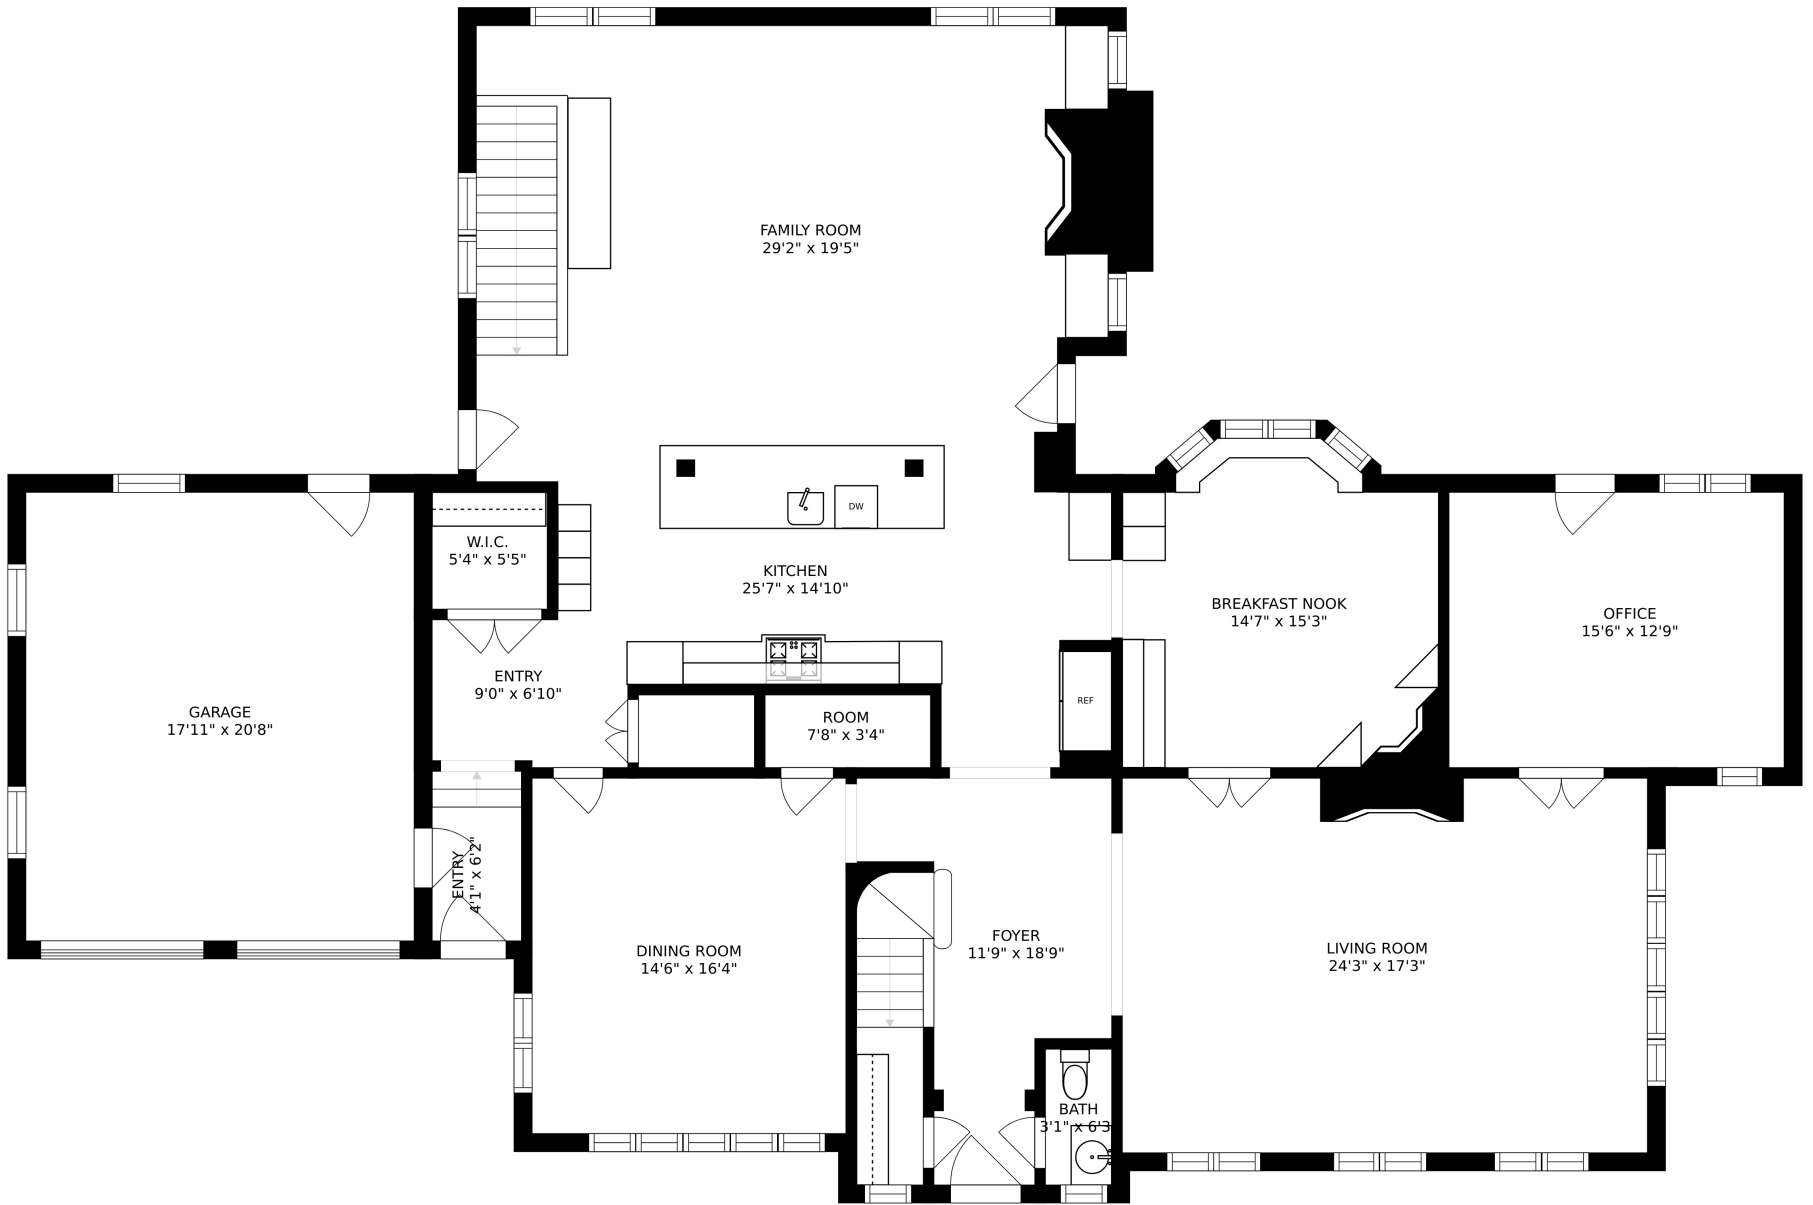 FAMILY ROOM
29'2" x 19'5"
DW
W.I.C.
5'4" x 5'5"
KITCHEN
25'7" x 14'10"
BREAKFAST NOOK
14'7" x 15'3"
OFFICE
15'6" x 12'9"
ENTRY
9'0" x 6'10"
GARAGE
17'11" x 20'8"
ROOM
7'8" x 3'4"
REF
ENTRY
4'1" x 6'2"
DINING ROOM
14'6" x 16'4"
FOYER
11'9" x 18'9"
LIVING ROOM
24'3" x 17'3"
BATH
3'1" x 6'3